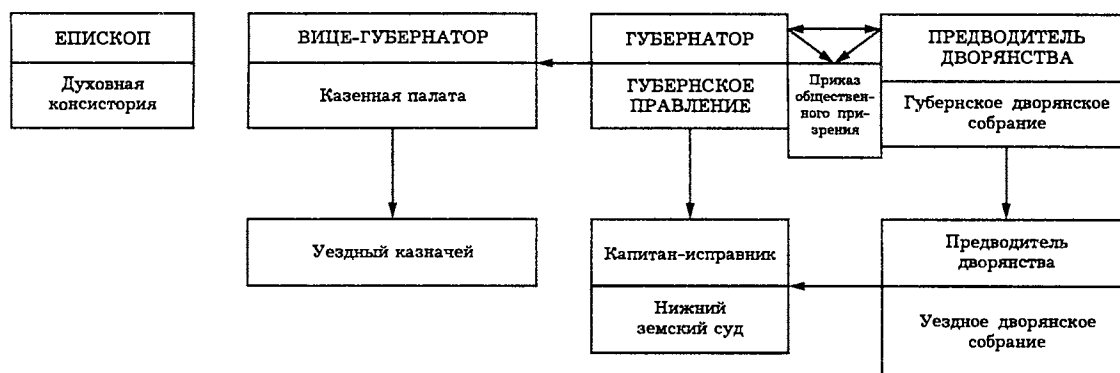 ЕПИСКОП
Духовная
консистория
ВИЦЕ-ГУБЕРНАТОР
Казенная палата
ГУБЕРНАТОР
ГУБЕРНСКОЕ
ПРАВЛЕНИЕ
Приказ
обществен-
ного при-
зрения
ПРЕДВОДИТЕЛЬ
ДВОРЯНСТВА
Губернское дворянское
собрание
Уездный казначей
Капитан-исправник
Нижний
земский суд
Предводитель
дворянства
Уездное дворянское
собрание